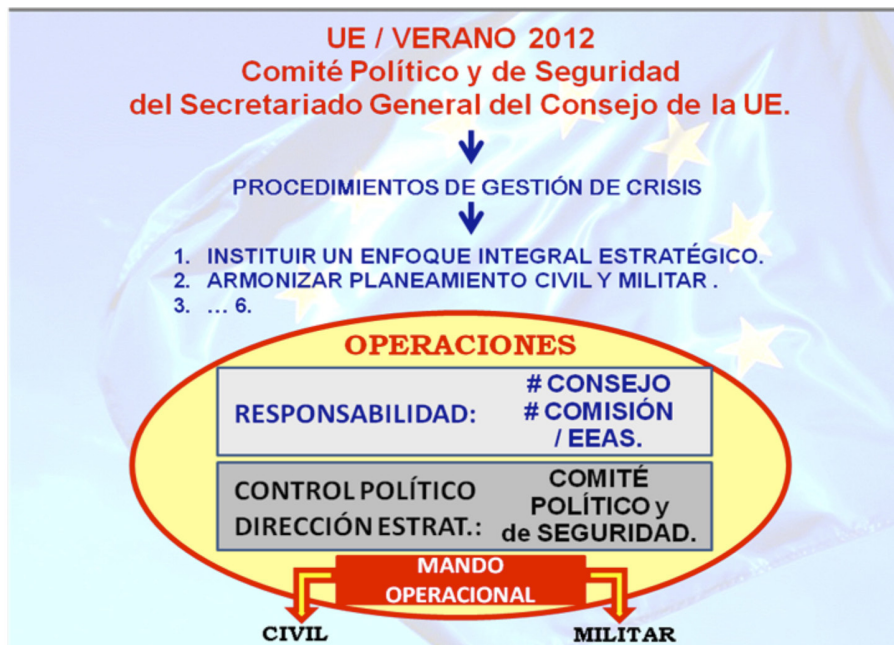 UE / VERANO 2012
Comité Político y de Seguridad
del Secretariado General del Consejo de la UE.
PROCEDIMIENTOS DE GESTIÓN DE CRISIS
1. INSTITUIR UN ENFOQUE INTEGRAL ESTRATÉGICO.
2. ARMONIZAR PLANEAMIENTO CIVIL Y MILITAR .
3. ... 6.
OPERACIONES
RESPONSABILIDAD:
# CONSEJO
# COMISIÓN
/ EEAS.
CONTROL POLÍTICO
DIRECCIÓN ESTRAT.:
COMITÉ
POLÍTICO y
de SEGURIDAD.
MANDO
OPERACIONAL
CIVIL
MILITAR